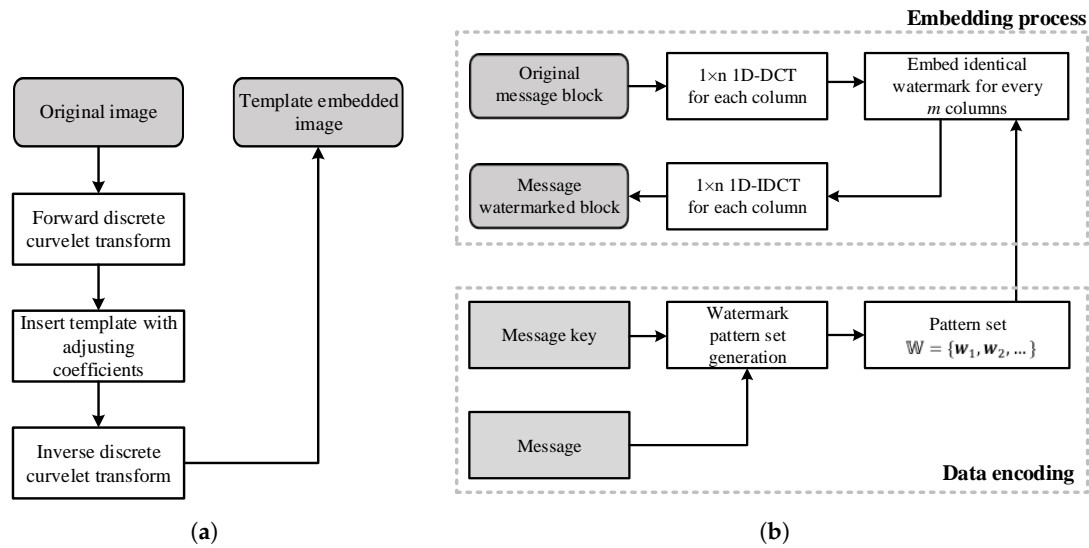 Original image
Forward discrete
curvelet transform
Insert template with
adjusting
coefficients
Inverse discrete
curvelet transform
Template embedded
image
(a)
Embedding process
Original
message block
1×n 1D-DCT
for each column
Embed identical
watermark for every
m columns
Message
watermarked block
1×n 1D-IDCT
for each column
Message key
Watermark
pattern set
generation
Pattern set
𝕎 = {w₁, w₂, …}
Message
Data encoding
(b)